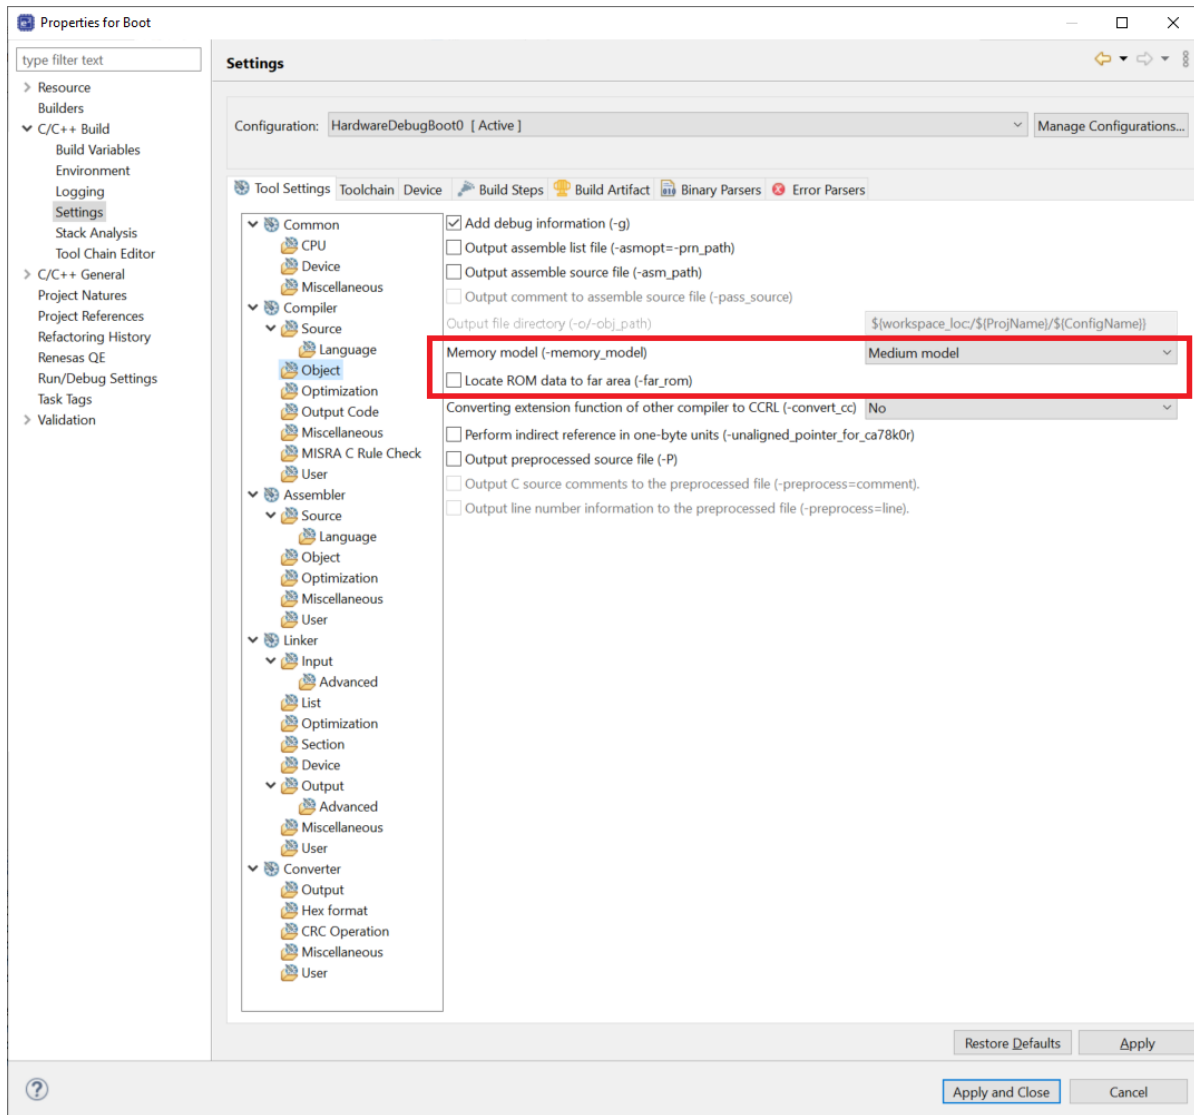 Properties for Boot
type filter text
Resource
Builders
C/C++ Build
Build Variables
Environment
Logging
Settings
Stack Analysis
Tool Chain Editor
C/C++ General
Project Natures
Project References
Refactoring History
Renesas QE
Run/Debug Settings
Task Tags
Validation
Settings
Configuration: HardwareDebugBoot0 [ Active ] Manage Configurations...
Tool Settings Toolchain Device Build Steps Build Artifact Binary Parsers Error Parsers
Common
CPU
Device
Miscellaneous
Compiler
Source
Language
Object
Optimization
Output Code
Miscellaneous
MISRA C Rule Check
User
Assembler
Source
Language
Object
Optimization
Miscellaneous
User
Linker
Input
Advanced
List
Optimization
Section
Device
Output
Advanced
Miscellaneous
User
Converter
Output
Hex format
CRC Operation
Miscellaneous
User
Add debug information (-g)
Output assemble list file (-asmopt=-prn_path)
Output assemble source file (-asm_path)
Output comment to assemble source file (-pass_source)
Output file directory (-o/-obj_path) ${workspace_loc:/${ProjName}/${ConfigName}}
Memory model (-memory_model) Medium model
Locate ROM data to far area (-far_rom)
Converting extension function of other compiler to CCRL (-convert_cc) No
Perform indirect reference in one-byte units (-unaligned_pointer_for_ca78k0r)
Output preprocessed source file (-P)
Output C source comments to the preprocessed file (-preprocess=comment).
Output line number information to the preprocessed file (-preprocess=line).
Restore Defaults Apply
Apply and Close Cancel